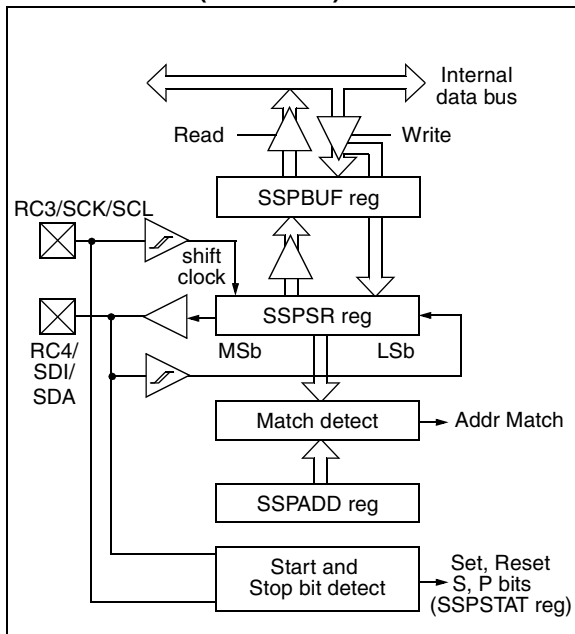 Internal
data bus
Read
Write
SSPBUF reg
RC3/SCK/SCL
shift
clock
SSPSR reg
MSb
LSb
RC4/
SDI/
SDA
Match detect
Addr Match
SSPADD reg
Start and
Stop bit detect
Set, Reset
S, P bits
(SSPSTAT reg)